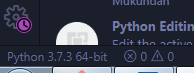 Mukundan
Python Editin
Edit the active
Python 3.7.3 64-bit 0 0